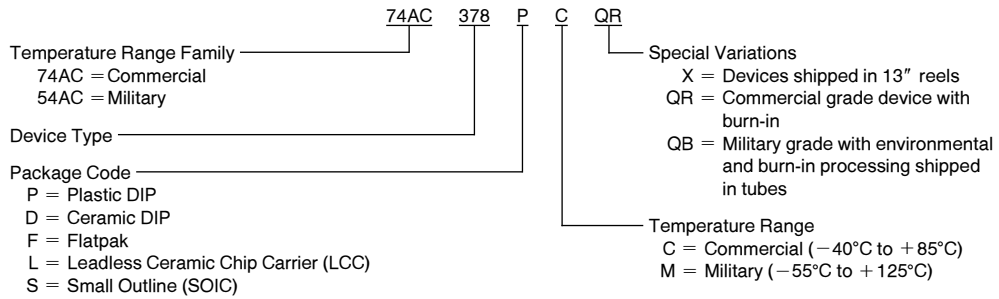 74AC 378 P C QR
Temperature Range Family
74AC = Commercial
54AC = Military
Device Type
Package Code
P = Plastic DIP
D = Ceramic DIP
F = Flatpak
L = Leadless Ceramic Chip Carrier (LCC)
S = Small Outline (SOIC)
Special Variations
X = Devices shipped in 13″ reels
QR = Commercial grade device with
burn-in
QB = Military grade with environmental
and burn-in processing shipped
in tubes
Temperature Range
C = Commercial (−40°C to +85°C)
M = Military (−55°C to +125°C)